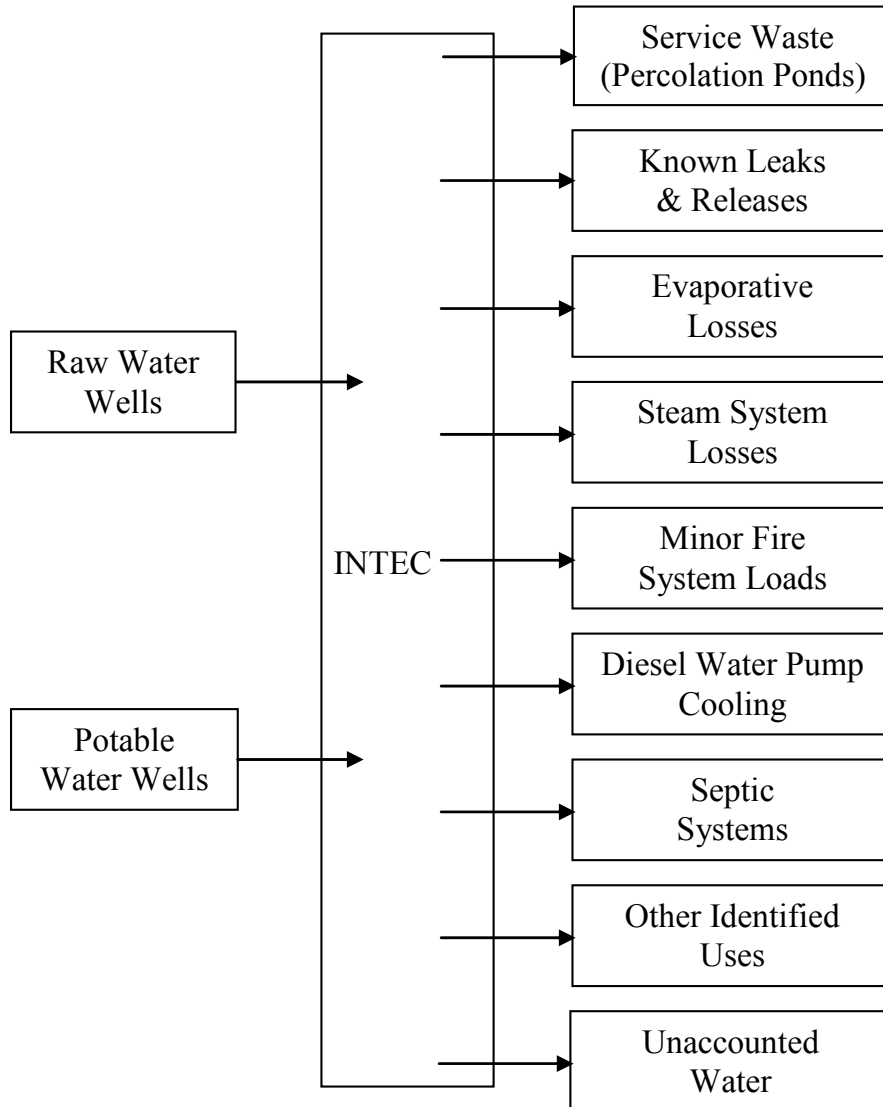 Service Waste
(Percolation Ponds)
Known Leaks
& Releases
Evaporative
Losses
Raw Water
Wells
Steam System
Losses
INTEC
Minor Fire
System Loads
Diesel Water Pump
Cooling
Potable
Water Wells
Septic
Systems
Other Identified
Uses
Unaccounted
Water